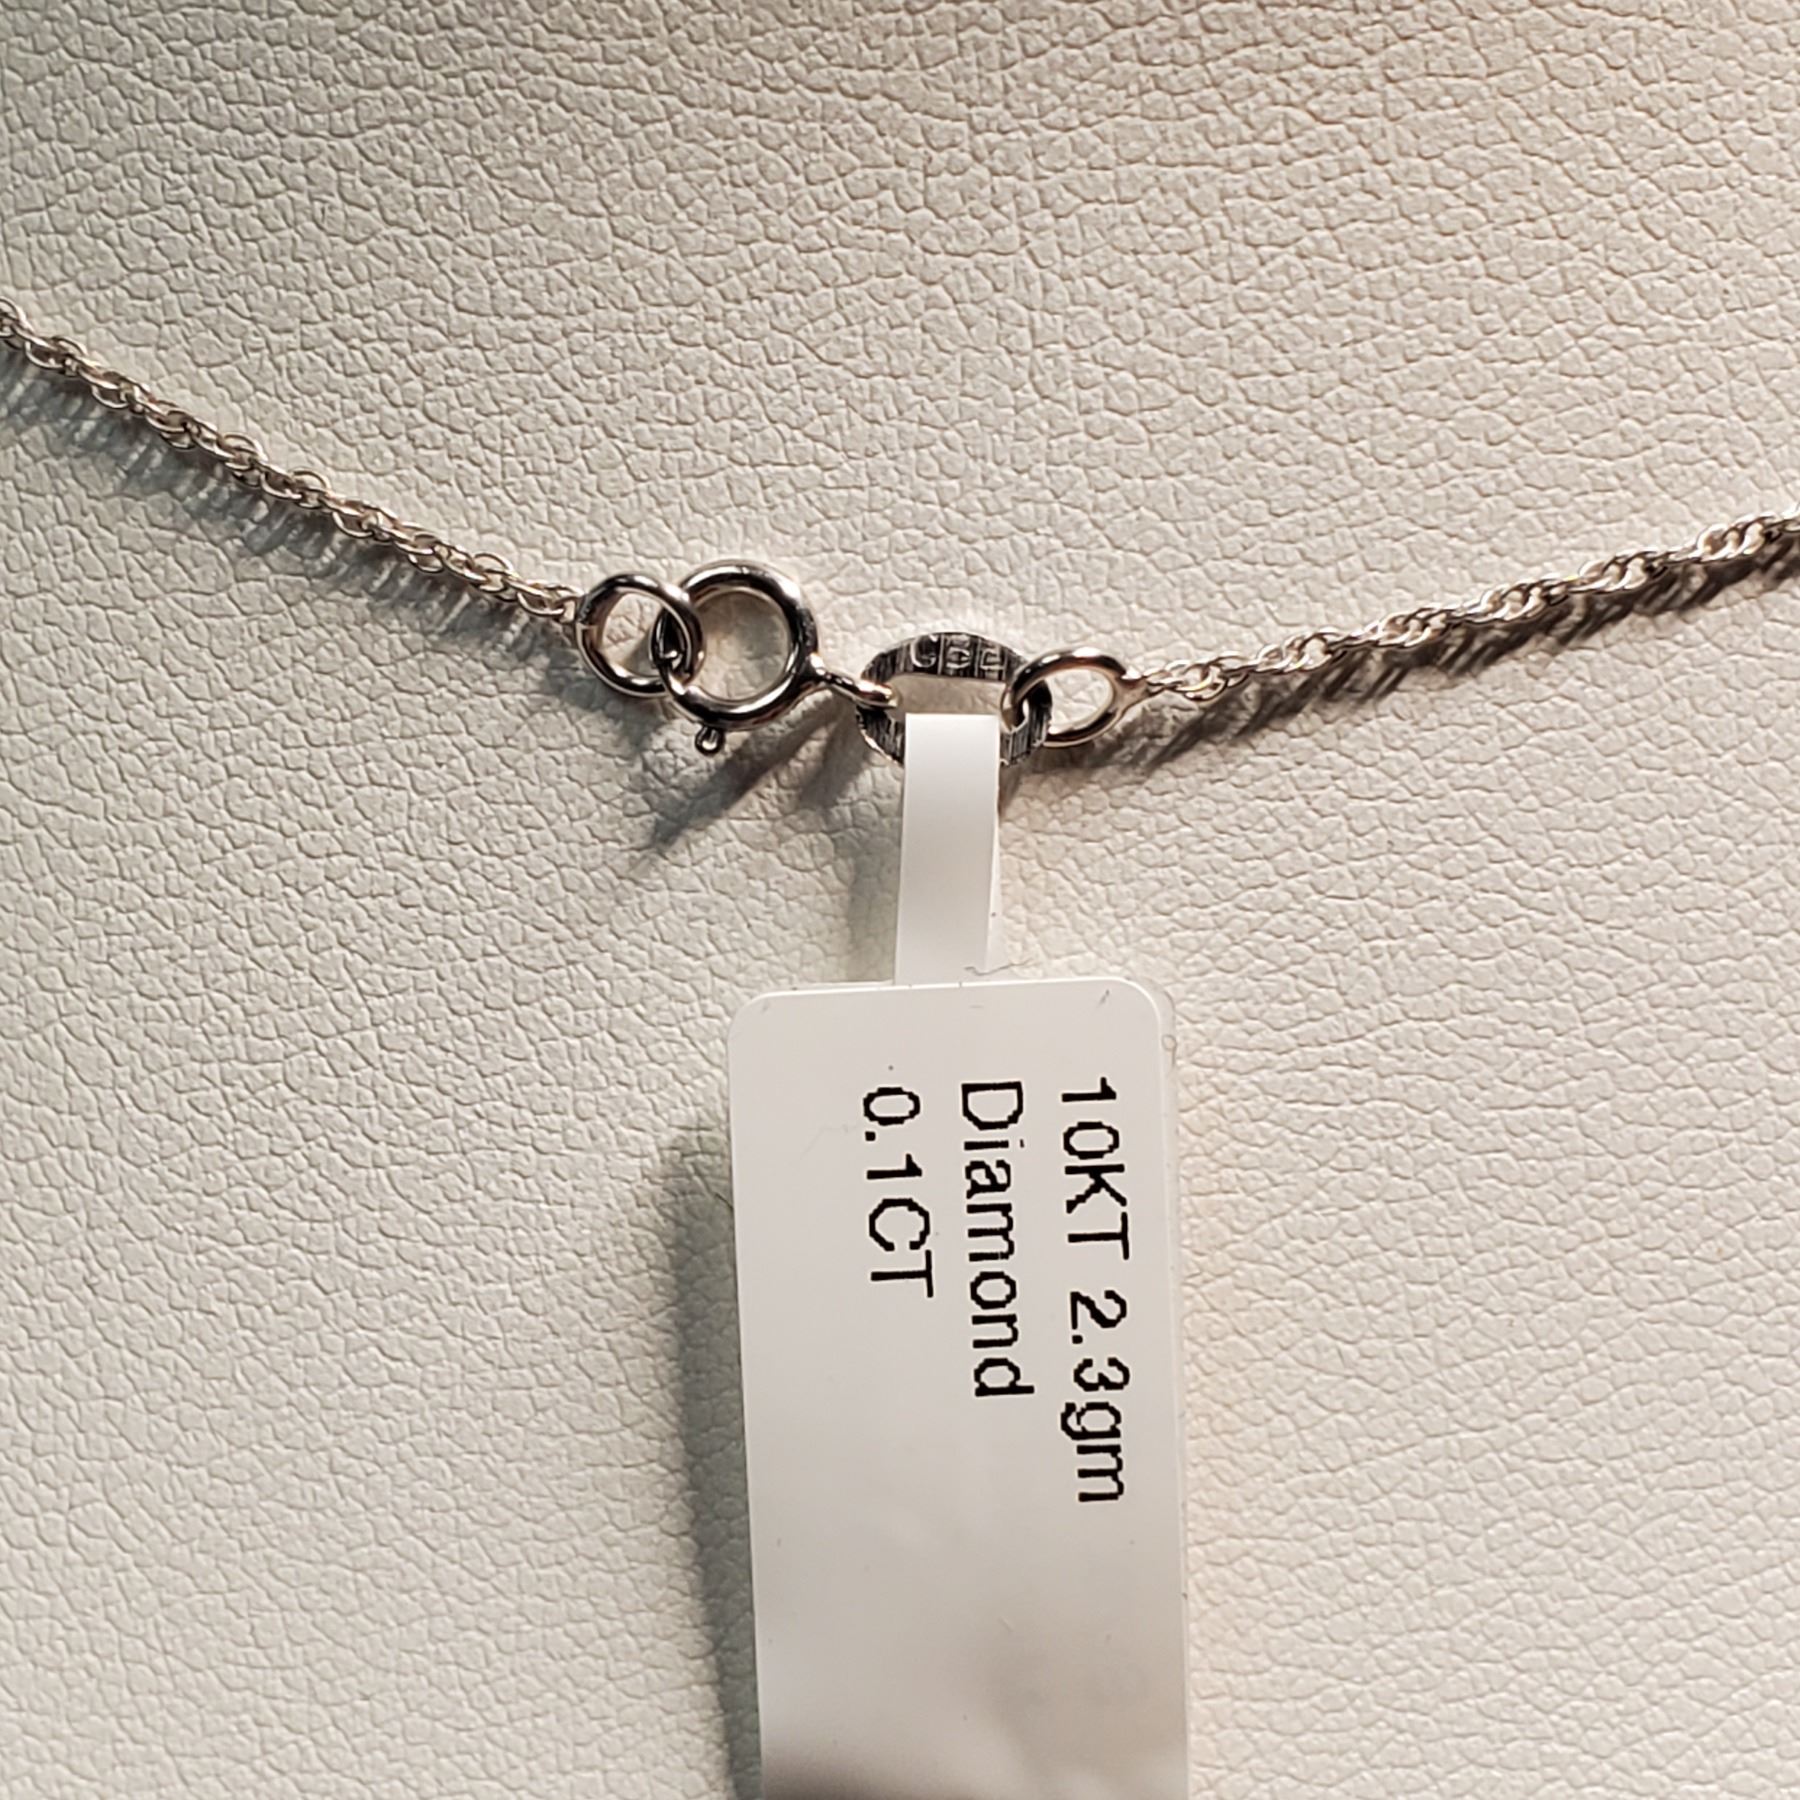 10KT 2.3gm
Diamond
0.1CT